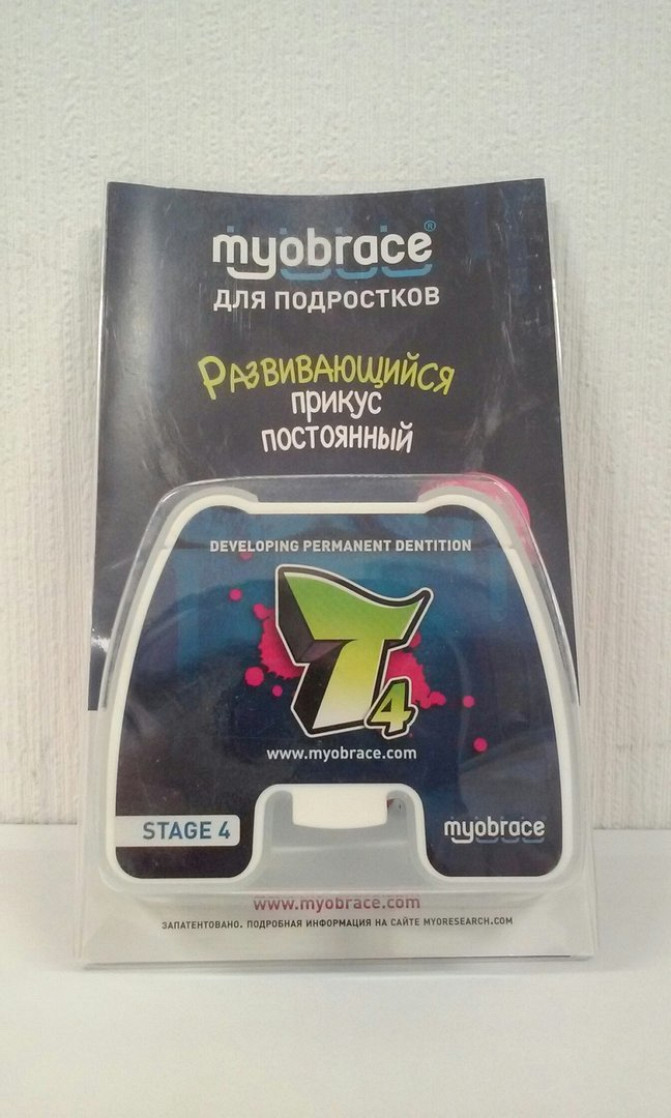 myobrace®
ДЛЯ ПОДРОСТКОВ
РАЗВИВАЮЩИЙСЯ
ПРИКУС
ПОСТОЯННЫЙ
DEVELOPING PERMANENT DENTITION
T4
www.myobrace.com
STAGE 4
myobrace
www.myobrace.com
ЗАПАТЕНТОВАНО. ПОДРОБНАЯ ИНФОРМАЦИЯ НА САЙТЕ MYORESEARCH.COM